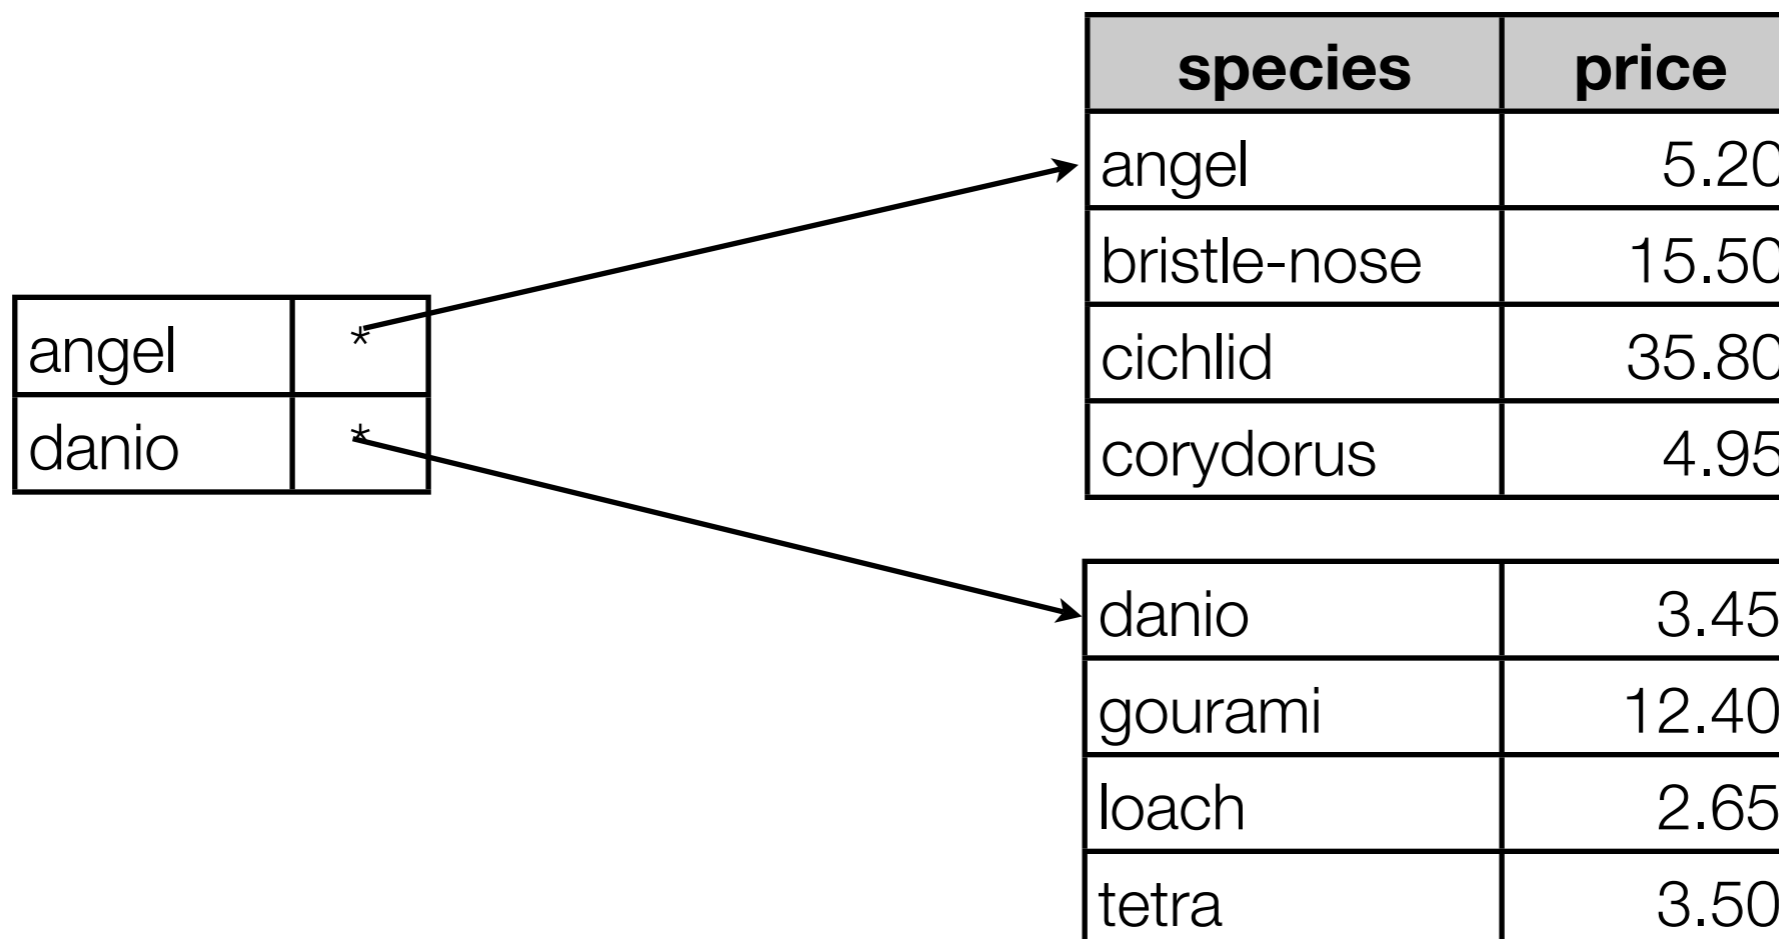 species price
angel 5.20
bristle-nose 15.50
angel *
cichlid 35.80
danio *
corydorus 4.95
danio 3.45
gourami 12.40
loach 2.65
tetra 3.50